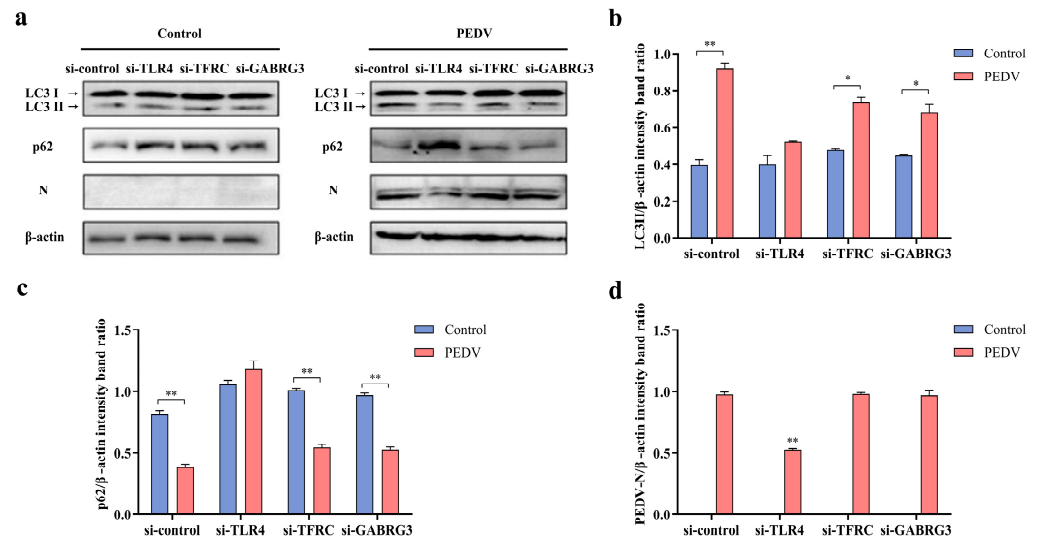 a
Control
PEDV
si-control si-TLR4 si-TFRC si-GABRG3
si-control si-TLR4 si-TFRC si-GABRG3
LC3 I →
LC3 II →
p62
N
β-actin
LC3 I →
LC3 II →
p62
N
β-actin
b
LC3II/β-actin intensity band ratio
1.0
0.8
0.6
0.4
0.2
0.0
**
*
*
si-control si-TLR4 si-TFRC si-GABRG3
Control
PEDV
c
p62/β-actin intensity band ratio
1.5
1.0
0.5
0.0
**
**
**
si-control si-TLR4 si-TFRC si-GABRG3
Control
PEDV
d
PEDV-N/β-actin intensity band ratio
1.5
1.0
0.5
0.0
**
si-control si-TLR4 si-TFRC si-GABRG3
Control
PEDV